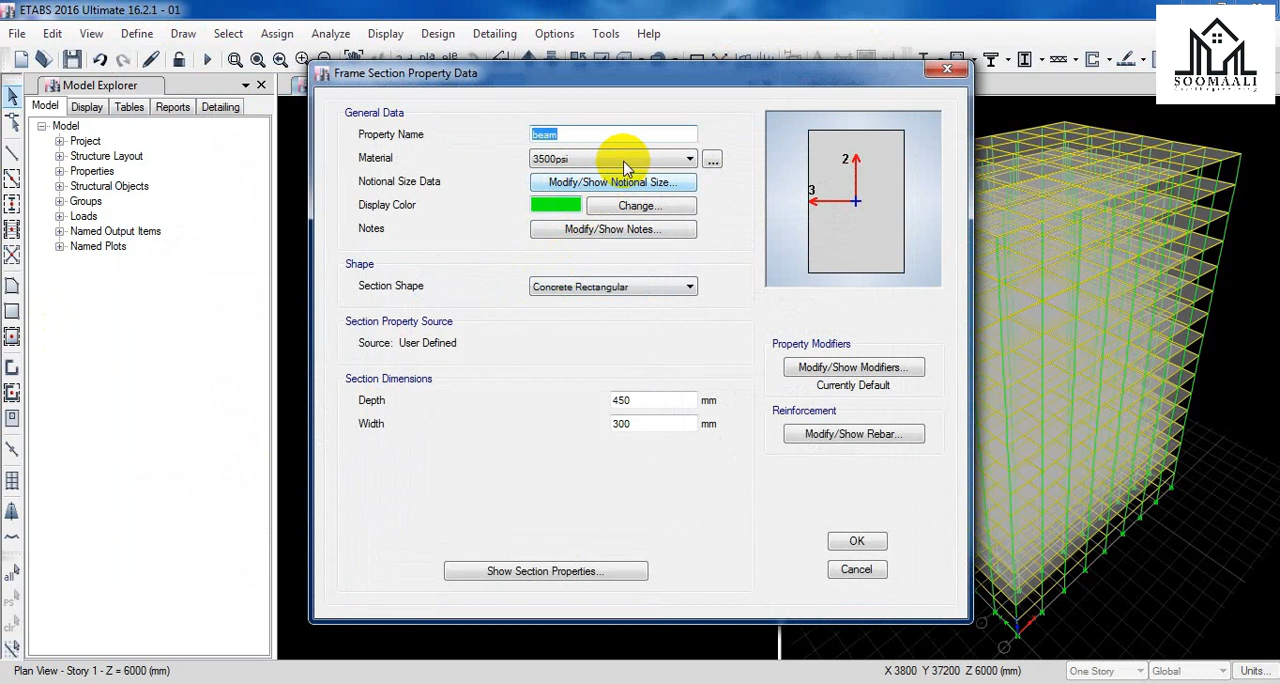 ETABS 2016 Ultimate 16.2.1 - 01
File Edit View Define Draw Select Assign Analyze Display Design Detailing Options Tools Help
SOOMAALI
Model Explorer
Model Display Tables Reports Detailing
Model
Project
Structure Layout
Properties
Structural Objects
Groups
Loads
Named Output Items
Named Plots
Frame Section Property Data
General Data
Property Name beam
Material 3500psi ...
Notional Size Data Modify/Show Notional Size...
Display Color Change...
Notes Modify/Show Notes...
Shape
Section Shape Concrete Rectangular
Section Property Source
Source: User Defined
Section Dimensions
Depth 450 mm
Width 300 mm
Show Section Properties...
2
3
Property Modifiers
Modify/Show Modifiers...
Currently Default
Reinforcement
Modify/Show Rebar...
OK
Cancel
all
PS
clr
Plan View - Story 1 - Z = 6000 (mm) X 3800 Y 37200 Z 6000 (mm) One Story Global Units...